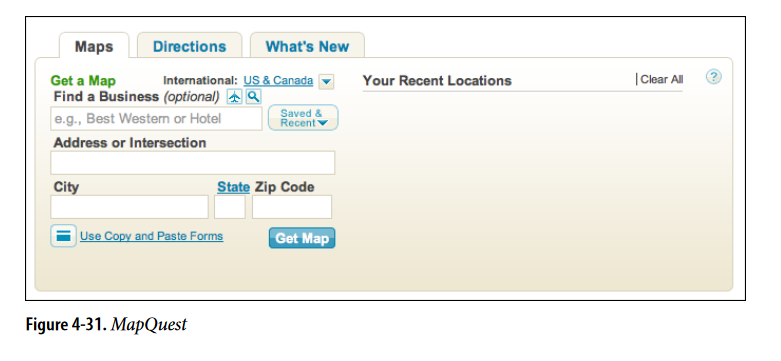 Maps Directions What's New
Get a Map International: US & Canada
Find a Business (optional)
e.g., Best Western or Hotel
Saved &
Recent
Address or Intersection
City State Zip Code
Use Copy and Paste Forms Get Map
Your Recent Locations | Clear All ?
Figure 4-31. MapQuest